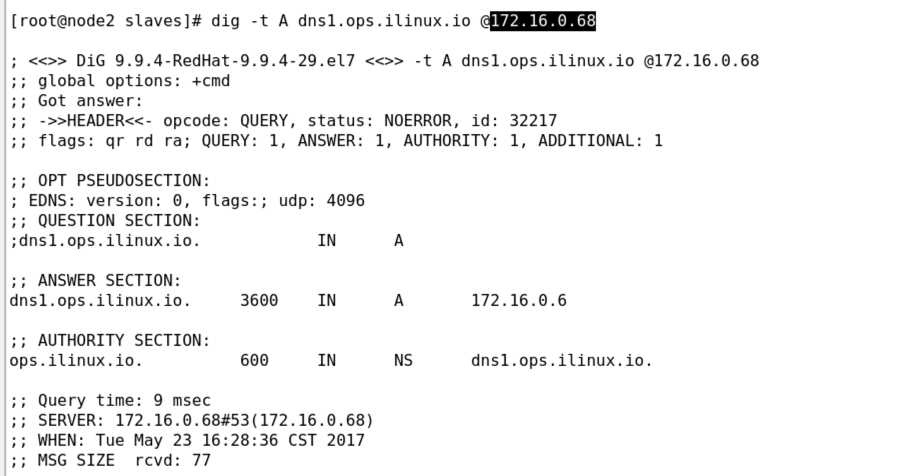 [root@node2 slaves]# dig -t A dns1.ops.ilinux.io @172.16.0.68
; <<>> DiG 9.9.4-RedHat-9.9.4-29.el7 <<>> -t A dns1.ops.ilinux.io @172.16.0.68
;; global options: +cmd
;; Got answer:
;; ->>HEADER<<- opcode: QUERY, status: NOERROR, id: 32217
;; flags: qr rd ra; QUERY: 1, ANSWER: 1, AUTHORITY: 1, ADDITIONAL: 1
;; OPT PSEUDOSECTION:
; EDNS: version: 0, flags:; udp: 4096
;; QUESTION SECTION:
;dns1.ops.ilinux.io. IN A
;; ANSWER SECTION:
dns1.ops.ilinux.io. 3600 IN A 172.16.0.6
;; AUTHORITY SECTION:
ops.ilinux.io. 600 IN NS dns1.ops.ilinux.io.
;; Query time: 9 msec
;; SERVER: 172.16.0.68#53(172.16.0.68)
;; WHEN: Tue May 23 16:28:36 CST 2017
;; MSG SIZE rcvd: 77